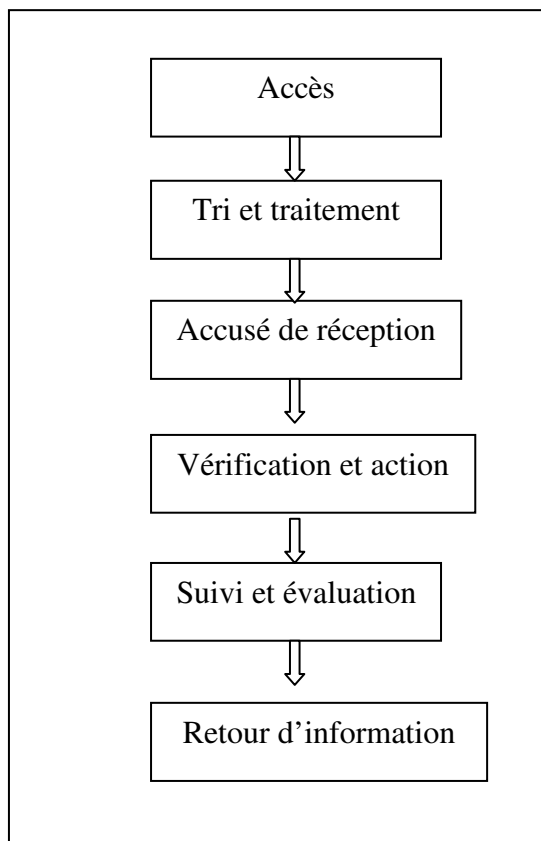 Accès
Tri et traitement
Accusé de réception
Vérification et action
Suivi et évaluation
Retour d’information